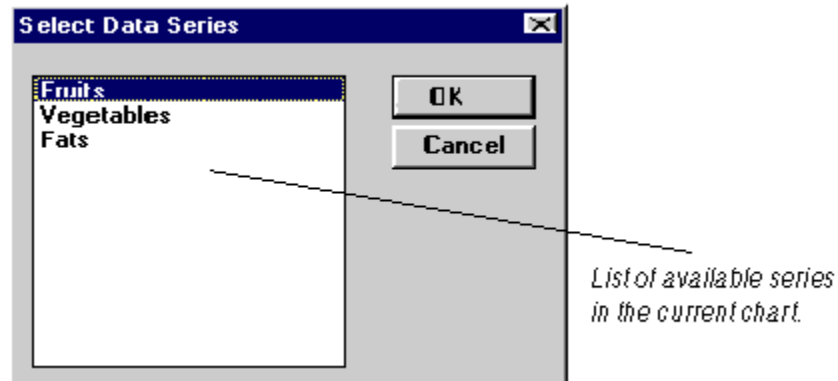 Select Data Series
Fruits
Vegetables
Fats
OK
Cancel
List of available series
in the current chart.